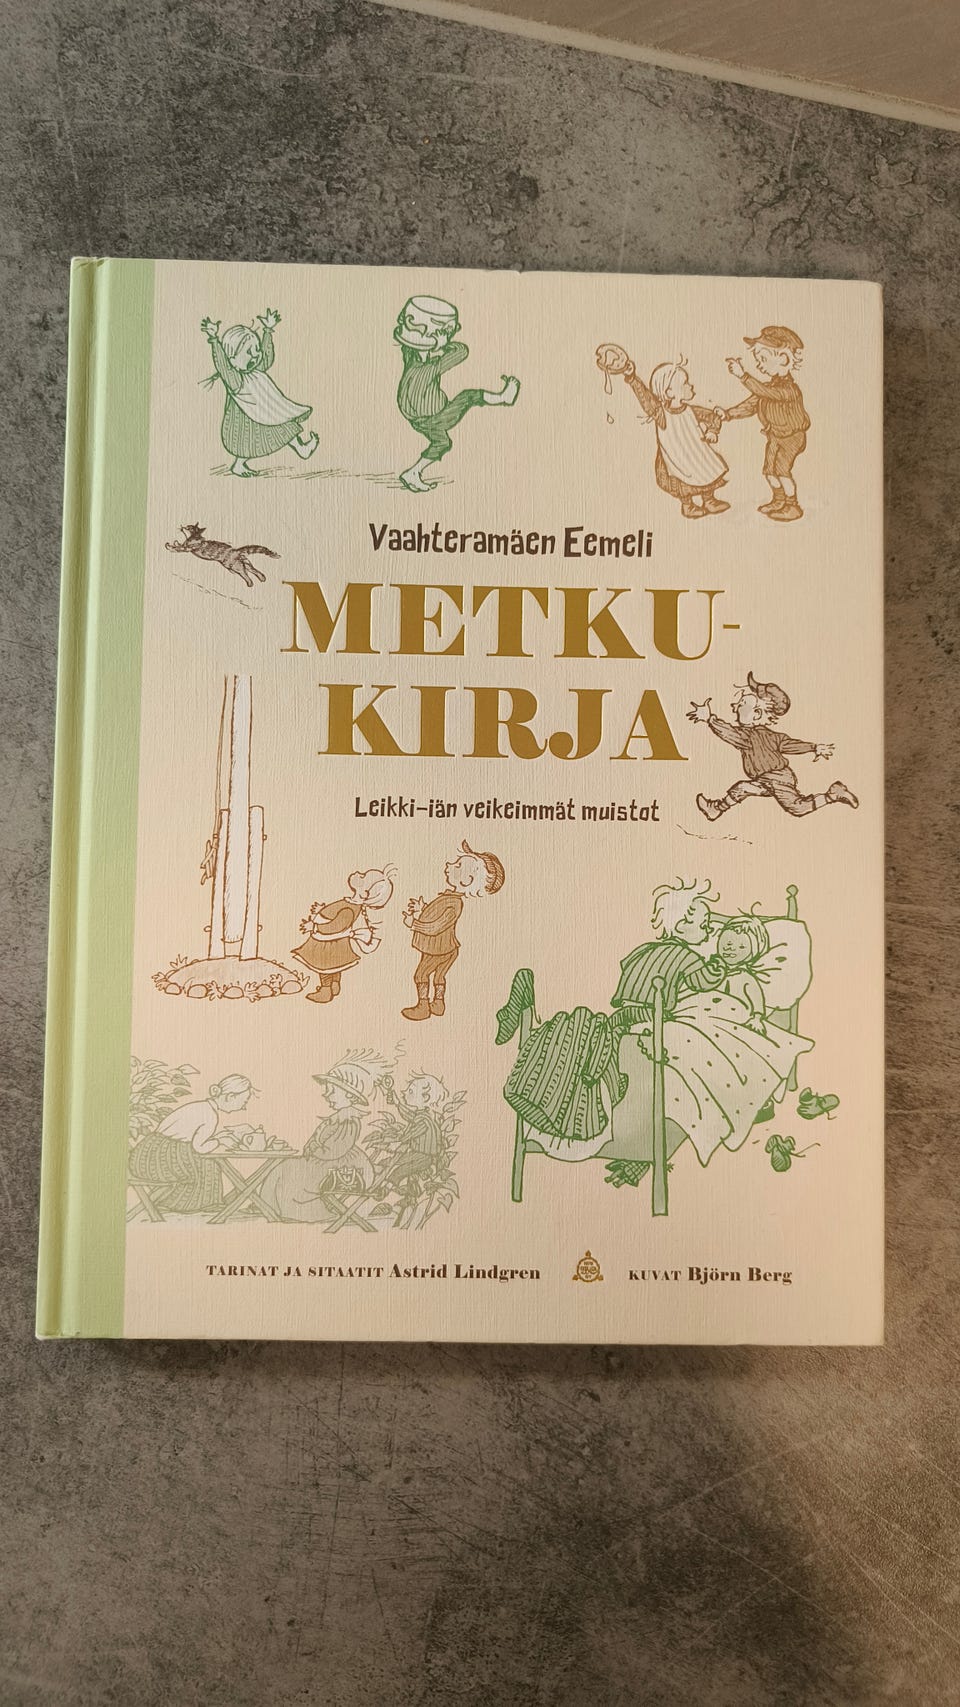 Vaahteramäen Eemeli
METKU-
KIRJA
Leikki-iän veikeimmät muistot
TARINAT JA SITAATIT Astrid Lindgren
KUVAT Björn Berg